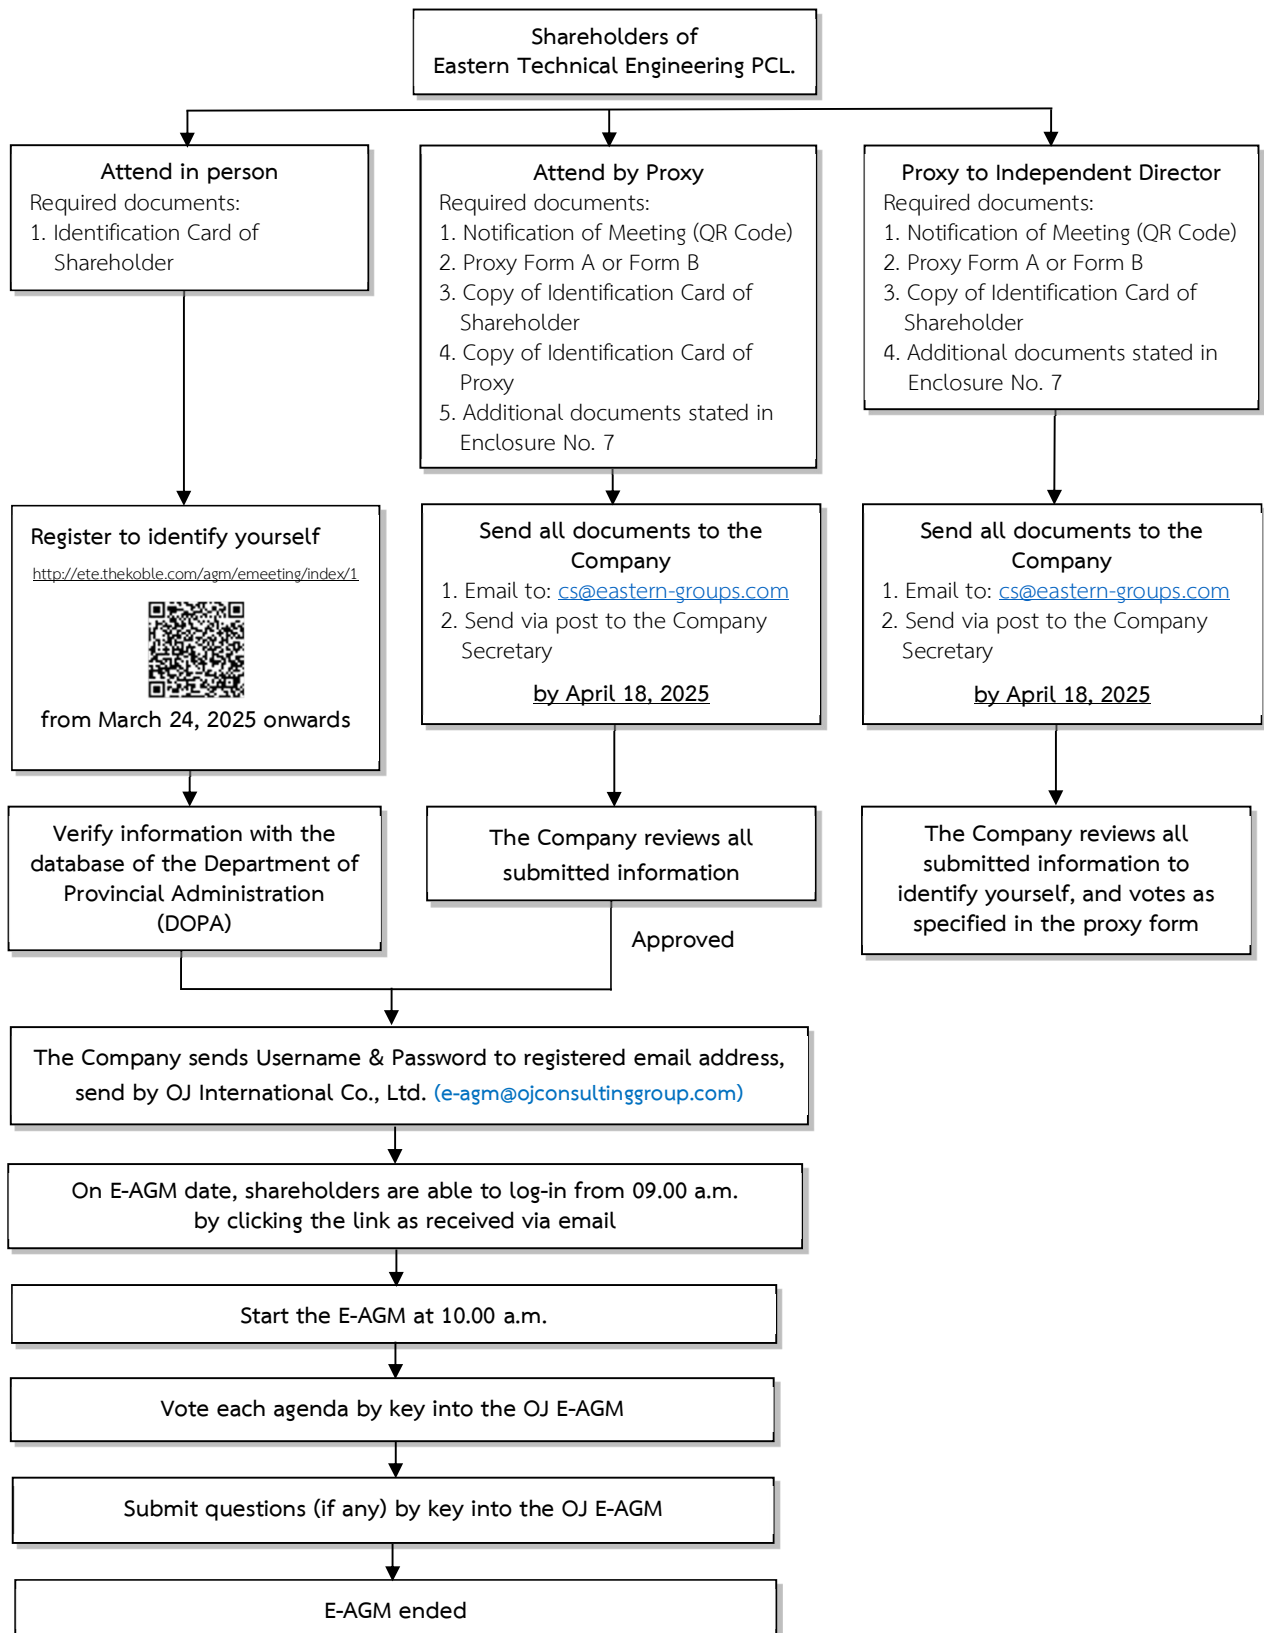 Shareholders of
Eastern Technical Engineering PCL.
Attend in person
Required documents:
1. Identification Card of
Shareholder
Attend by Proxy
Required documents:
1. Notification of Meeting (QR Code)
2. Proxy Form A or Form B
3. Copy of Identification Card of
Shareholder
4. Copy of Identification Card of
Proxy
5. Additional documents stated in
Enclosure No. 7
Proxy to Independent Director
Required documents:
1. Notification of Meeting (QR Code)
2. Proxy Form A or Form B
3. Copy of Identification Card of
Shareholder
4. Additional documents stated in
Enclosure No. 7
Register to identify yourself
http://ete.thekoble.com/agm/emeeting/index/1
from March 24, 2025 onwards
Send all documents to the
Company
1. Email to: cs@eastern-groups.com
2. Send via post to the Company
Secretary
by April 18, 2025
Send all documents to the
Company
1. Email to: cs@eastern-groups.com
2. Send via post to the Company
Secretary
by April 18, 2025
Verify information with the
database of the Department of
Provincial Administration
(DOPA)
The Company reviews all
submitted information
Approved
The Company reviews all
submitted information to
identify yourself, and votes as
specified in the proxy form
The Company sends Username & Password to registered email address,
send by OJ International Co., Ltd. (e-agm@ojconsultinggroup.com)
On E-AGM date, shareholders are able to log-in from 09.00 a.m.
by clicking the link as received via email
Start the E-AGM at 10.00 a.m.
Vote each agenda by key into the OJ E-AGM
Submit questions (if any) by key into the OJ E-AGM
E-AGM ended